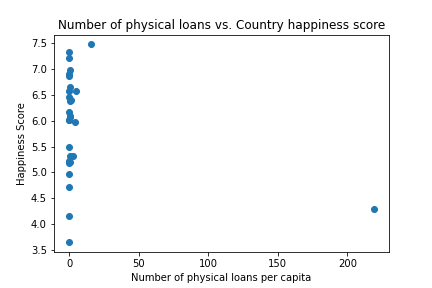 Number of physical loans vs. Country happiness score
7.5
7.0
6.5
6.0
5.5
5.0
4.5
4.0
3.5
Happiness Score
0 50 100 150 200
Number of physical loans per capita